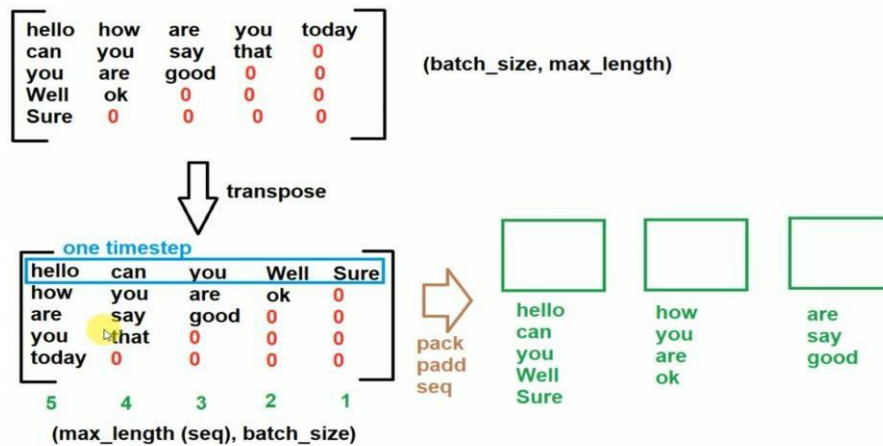 hello how are you today
can you say that 0
you are good 0 0
Well ok 0 0 0
Sure 0 0 0 0
(batch_size, max_length)
transpose
one timestep
hello can you Well Sure
how you are ok 0
are say good 0 0
you that 0 0 0
today 0 0 0 0
5 4 3 2 1
(max_length (seq), batch_size)
pack
padd
seq
hello
can
you
Well
Sure
how
you
are
ok
are
say
good